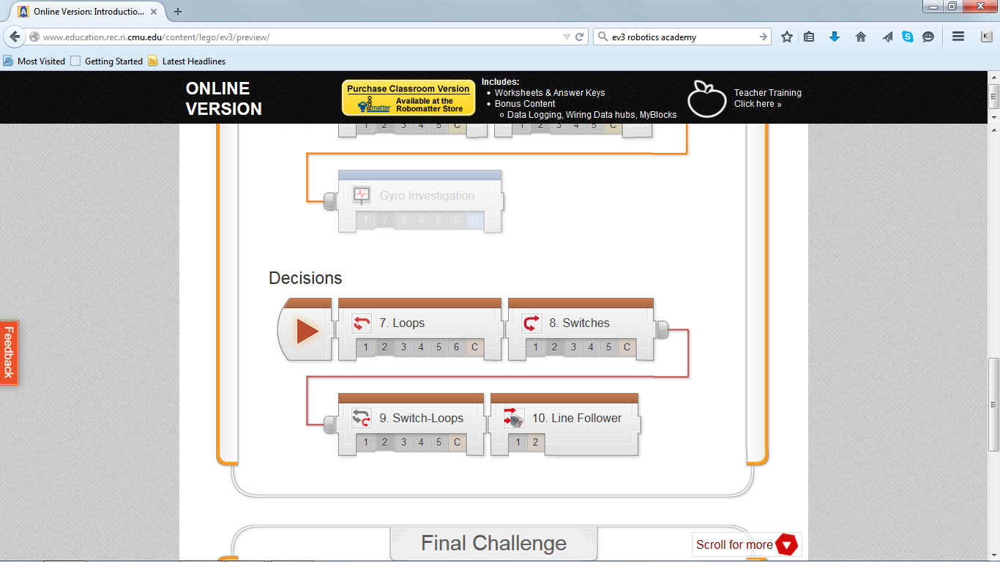 Online Version: Introductio...
www.education.rec.ri.cmu.edu/content/lego/ev3/preview/
ev3 robotics academy
Most Visited Getting Started Latest Headlines
ONLINE
VERSION
Purchase Classroom Version
Available at the
Robomatter Store
Includes:
Worksheets & Answer Keys
Bonus Content
Data Logging, Wiring Data hubs, MyBlocks
Teacher Training
Click here »
1 2 3 4 5 C 1 2 3 4 5 C
Gyro Investigation
1 2 3 4 5 6 C
Decisions
7. Loops
1 2 3 4 5 6 C
8. Switches
1 2 3 4 5 C
9. Switch-Loops
1 2 3 4 5 C
10. Line Follower
1 2
Feedback
Final Challenge
Scroll for more